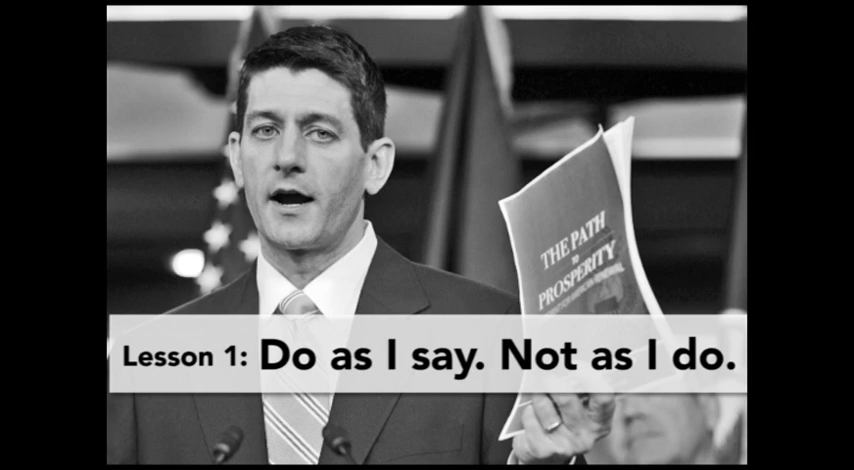 THE PATH
TO
PROSPERITY
Lesson 1: Do as I say. Not as I do.